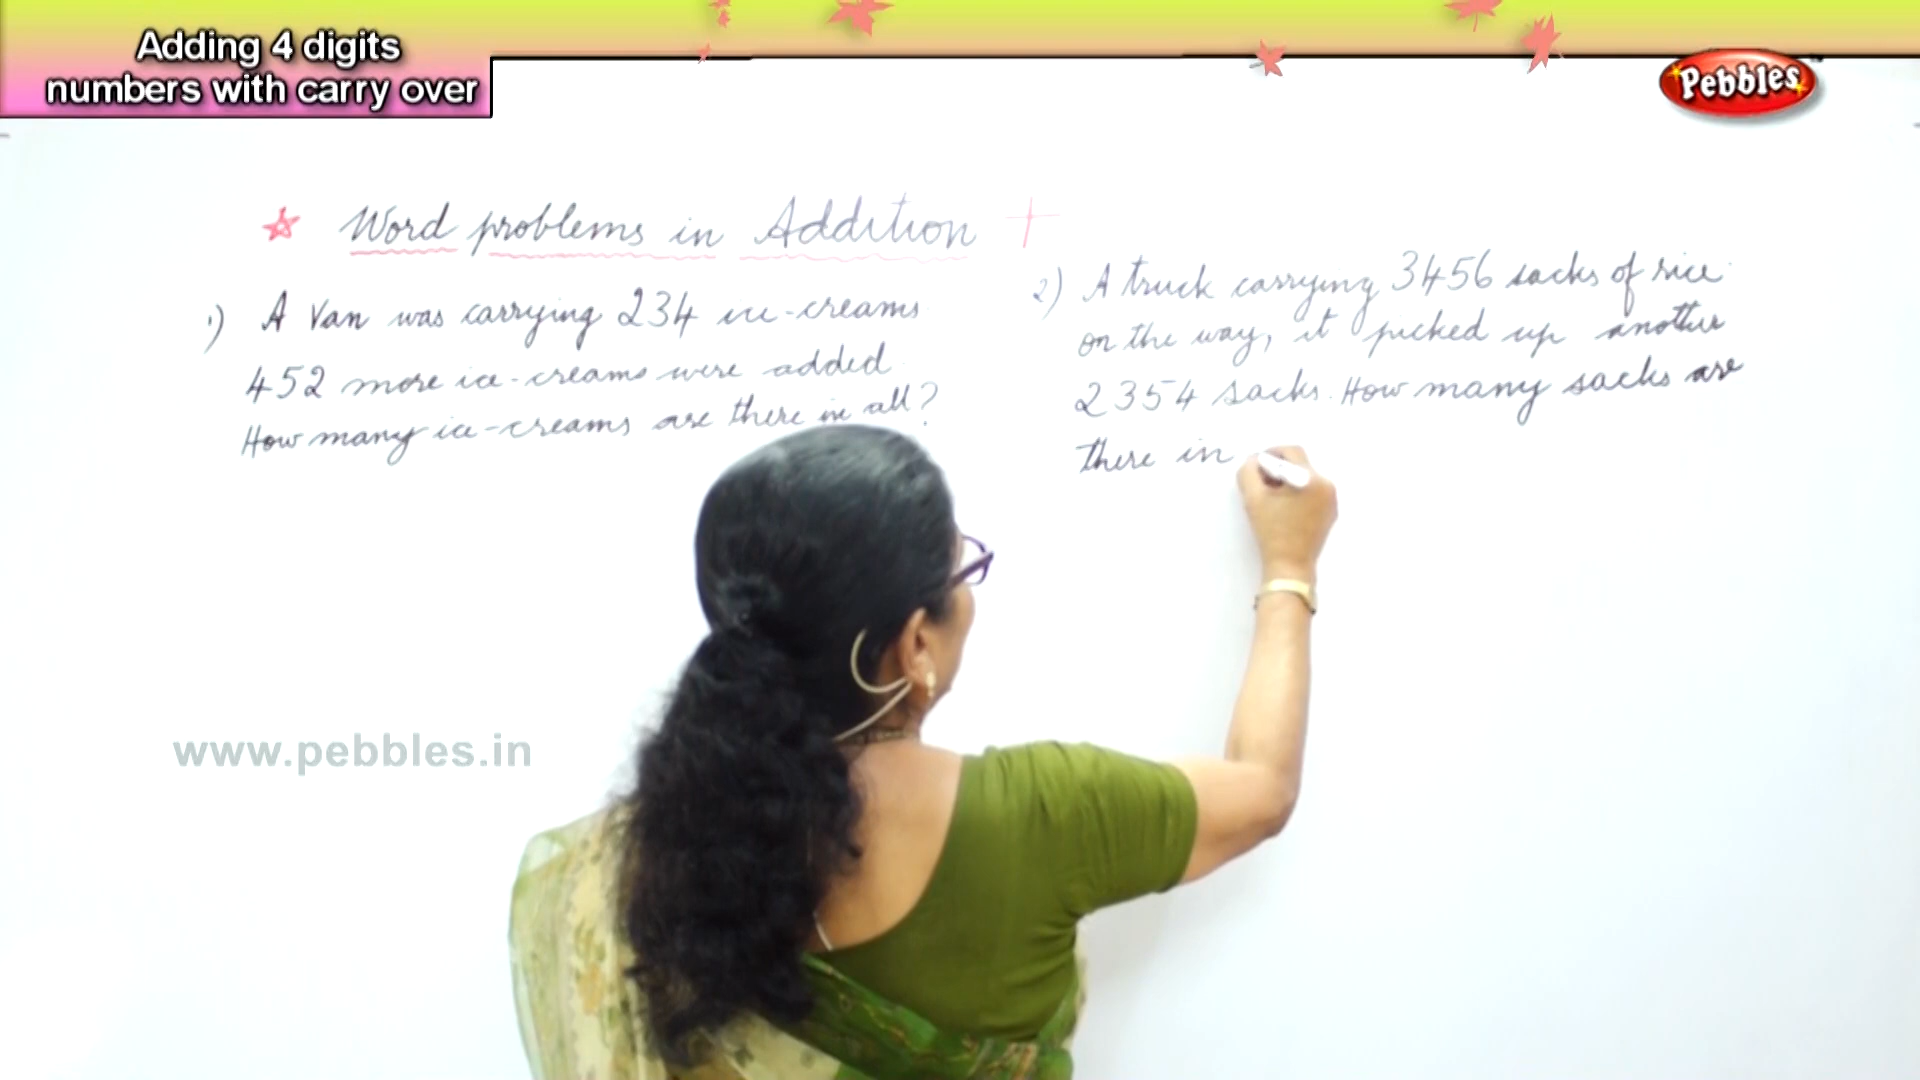 Adding 4 digits
numbers with carry over
Pebbles
Word problems in Addition +
1) A Van was carrying 234 ice-creams
452 more ice-creams were added.
How many ice-creams are there in all?
2) A truck carrying 3456 sacks of rice.
on the way, it picked up another
2354 sacks. How many sacks are
there in
www.pebbles.in